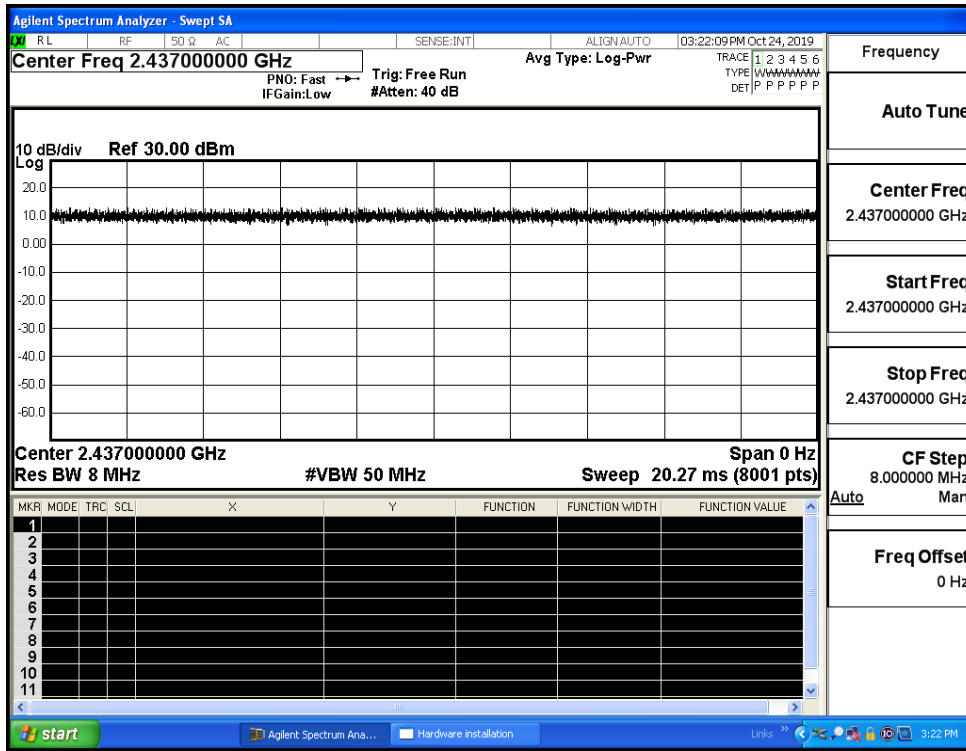 Agilent Spectrum Analyzer - Swept SA
LXI RL RF 50 Ω AC SENSE:INT ALIGN AUTO 03:22:09 PM Oct 24, 2019
Center Freq 2.437000000 GHz
Avg Type: Log-Pwr
TRACE 1 2 3 4 5 6
TYPE
DET P P P P P P
PNO: Fast
IFGain:Low
Trig: Free Run
#Atten: 40 dB
10 dB/div Ref 30.00 dBm
Log
20.0
10.0
0.00
-10.0
-20.0
-30.0
-40.0
-50.0
-60.0
Center 2.437000000 GHz Span 0 Hz
Res BW 8 MHz #VBW 50 MHz Sweep 20.27 ms (8001 pts)
MKR MODE TRC SCL X Y FUNCTION FUNCTION WIDTH FUNCTION VALUE
1
2
3
4
5
6
7
8
9
10
11
Frequency
Auto Tune
Center Freq
2.437000000 GHz
Start Freq
2.437000000 GHz
Stop Freq
2.437000000 GHz
CF Step
8.000000 MHz
Auto Man
Freq Offset
0 Hz
start Agilent Spectrum Ana... Hardware installation Links » 3:22 PM